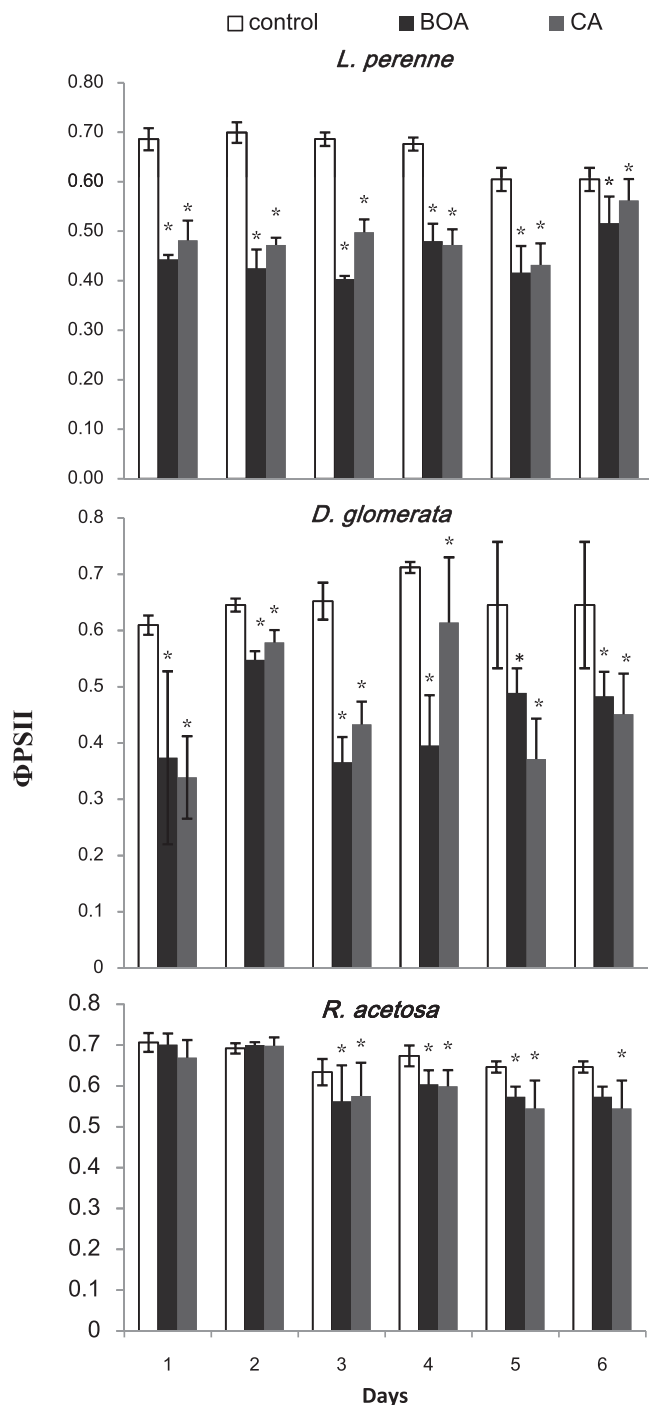 control BOA CA
L. perenne
0.80
0.70
0.60
0.50
0.40
0.30
0.20
0.10
0.00
* * * * * * * * * * * *
D. glomerata
0.8
0.7
0.6
0.5
0.4
0.3
0.2
0.1
0
* * * * * * * * * * * *
ΦPSII
R. acetosa
0.8
0.7
0.6
0.5
0.4
0.3
0.2
0.1
0
* * * * * * *
1 2 3 4 5 6
Days